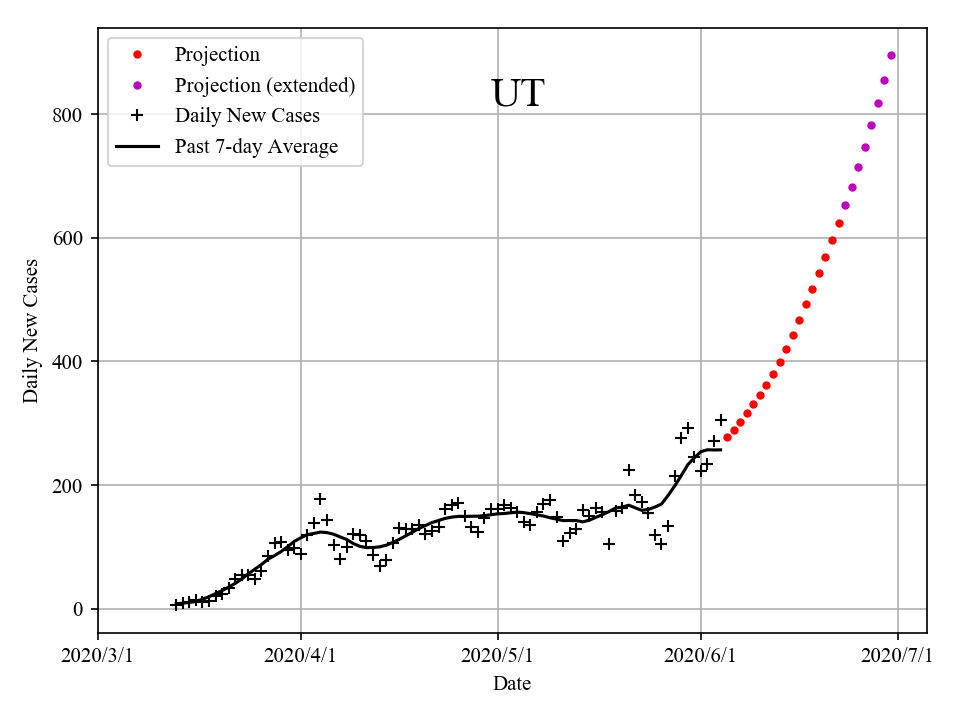 Projection
Projection (extended)
Daily New Cases
Past 7-day Average
UT
800
600
400
200
0
Daily New Cases
2020/3/1
2020/4/1
2020/5/1
2020/6/1
2020/7/1
Date